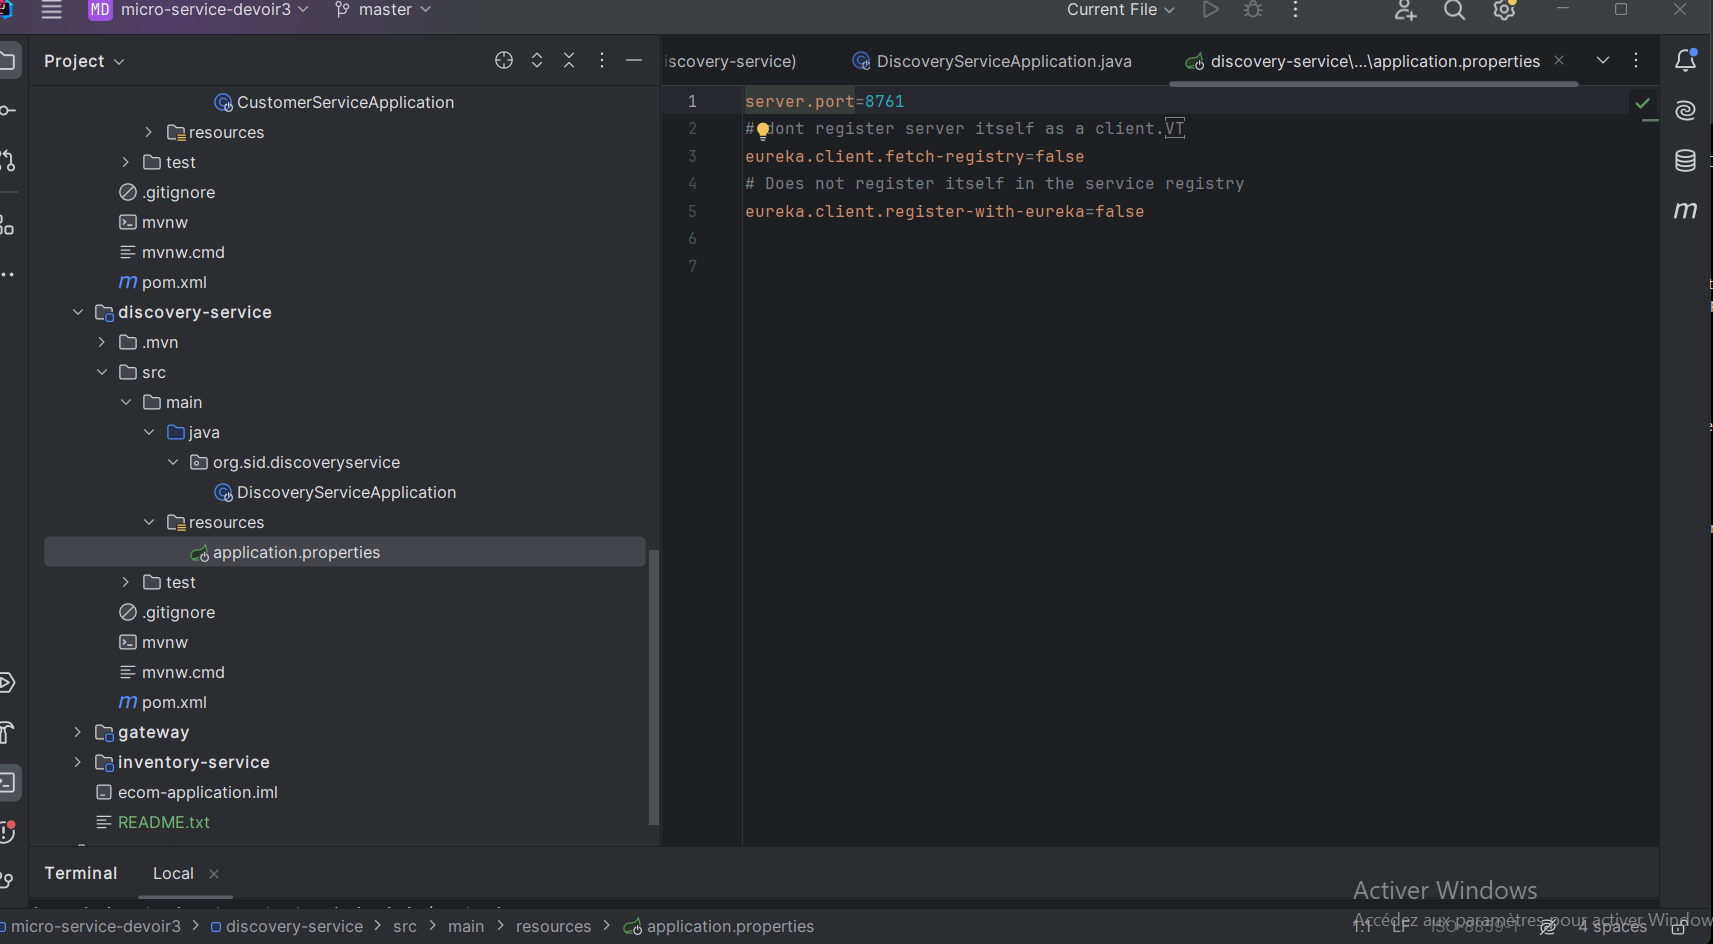 MD micro-service-devoir3 master Current File
Project
iscovery-service) DiscoveryServiceApplication.java discovery-service\...\application.properties
CustomerServiceApplication
resources
test
.gitignore
mvnw
mvnw.cmd
m pom.xml
discovery-service
.mvn
src
main
java
org.sid.discoveryservice
DiscoveryServiceApplication
resources
application.properties
test
.gitignore
mvnw
mvnw.cmd
m pom.xml
gateway
inventory-service
ecom-application.iml
README.txt
1 server.port=8761
2 # dont register server itself as a client.VT
3 eureka.client.fetch-registry=false
4 # Does not register itself in the service registry
5 eureka.client.register-with-eureka=false
6
7
m
Terminal Local
Activer Windows
Accédez aux paramètres pour activer Window
micro-service-devoir3 > discovery-service > src > main > resources > application.properties
1:1 LF ISO-8859-1 4 spaces